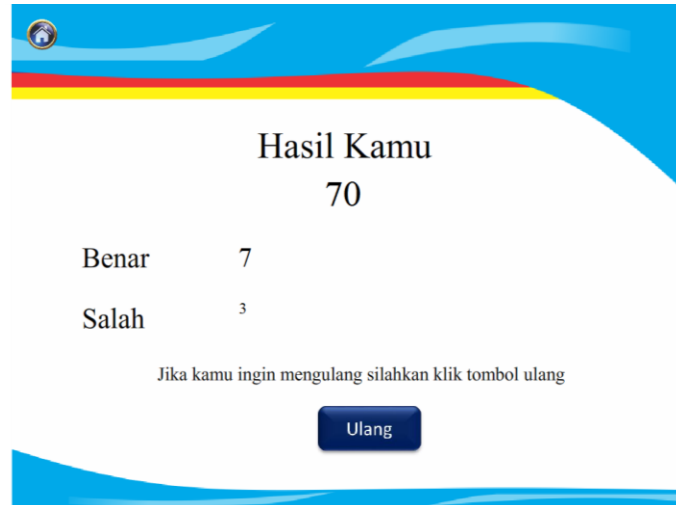 Hasil Kamu
70
Benar 7
Salah 3
Jika kamu ingin mengulang silahkan klik tombol ulang
Ulang